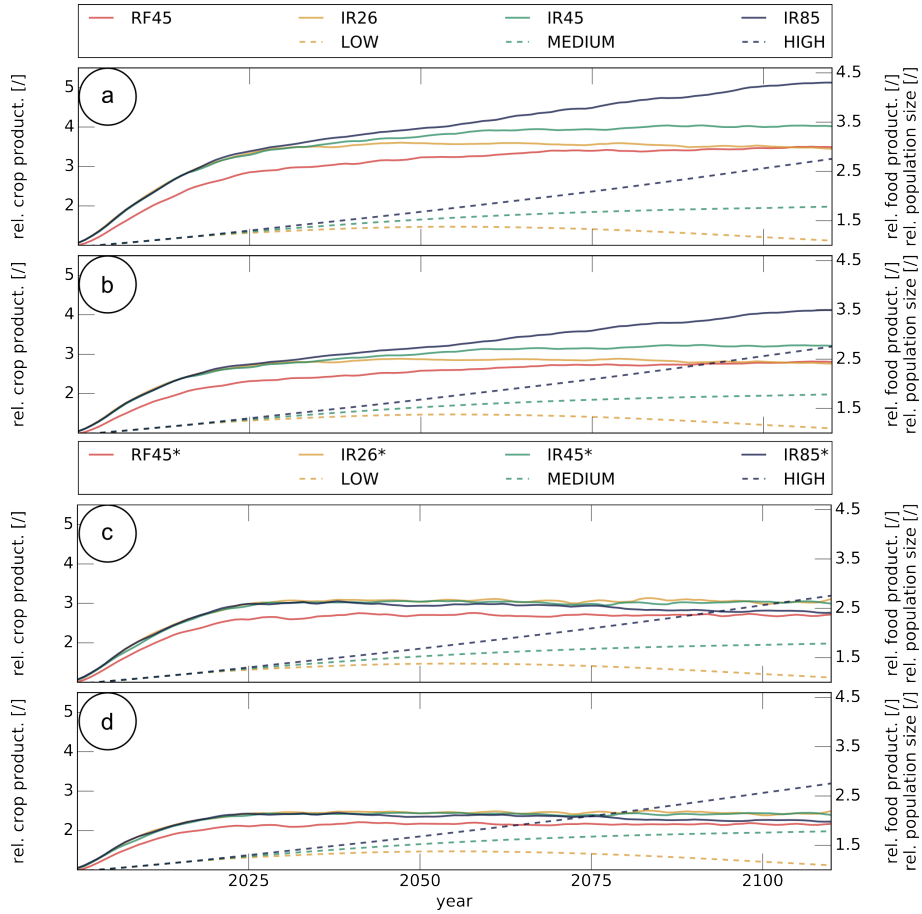 RF45 IR26 IR45 IR85
LOW MEDIUM HIGH
a
rel. crop product. [/]
5
4
3
2
4.5
3.5
2.5
1.5
rel. food product. [/]
rel. population size [/]
b
rel. crop product. [/]
5
4
3
2
4.5
3.5
2.5
1.5
rel. food product. [/]
rel. population size [/]
RF45* IR26* IR45* IR85*
LOW MEDIUM HIGH
c
rel. crop product. [/]
5
4
3
2
4.5
3.5
2.5
1.5
rel. food product. [/]
rel. population size [/]
d
rel. crop product. [/]
5
4
3
2
4.5
3.5
2.5
1.5
rel. food product. [/]
rel. population size [/]
2025 2050 2075 2100
year